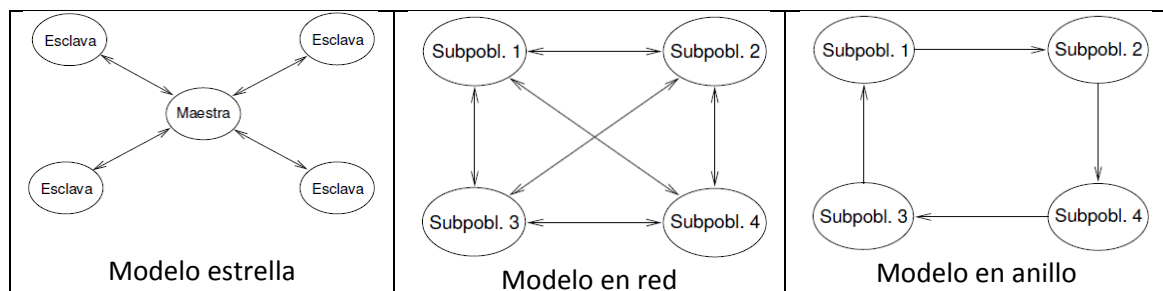 Esclava
Esclava
Maestra
Esclava
Esclava
Modelo estrella
Subpobl. 1
Subpobl. 2
Subpobl. 3
Subpobl. 4
Modelo en red
Subpobl. 1
Subpobl. 2
Subpobl. 3
Subpobl. 4
Modelo en anillo